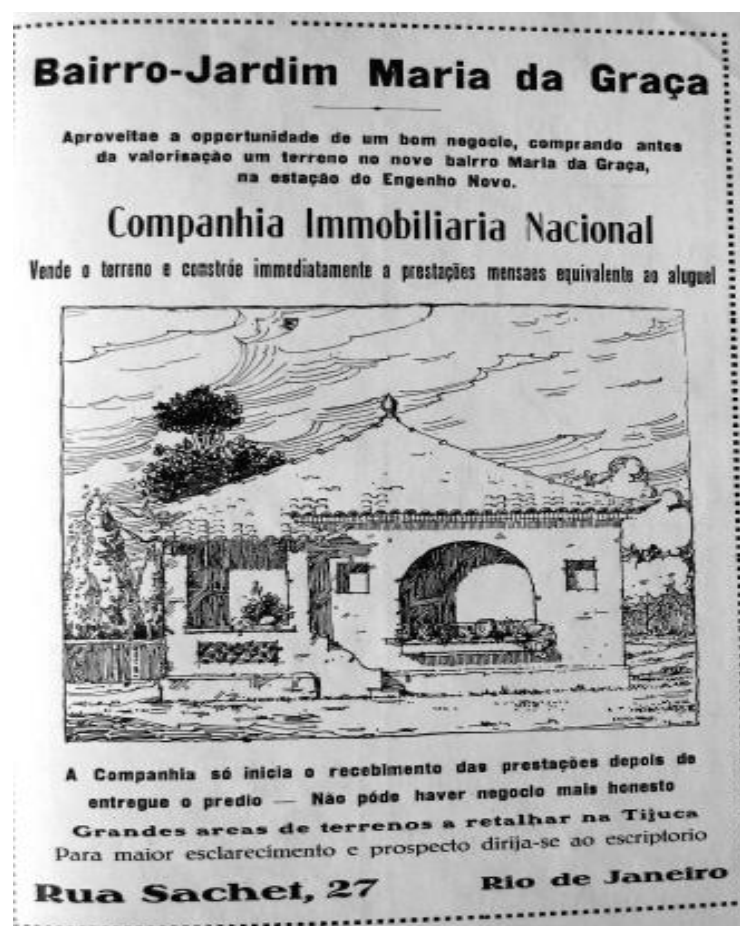 Bairro-Jardim Maria da Graça
Aproveitae a opportunidade de um bom negocio, comprando antes
da valorisação um terreno no novo bairro Maria da Graça,
na estação do Engenho Novo.
Companhia Immobiliaria Nacional
Vende o terreno e constróe immediatamente a prestações mensaes equivalente ao aluguel
A Companhia só inicia o recebimento das prestações depois de
entregue o predio — Não póde haver negocio mais honesto
Grandes areas de terrenos a retalhar na Tijuca
Para maior esclarecimento e prospecto dirija-se ao escriptorio
Rua Sachet, 27 Rio de Janeiro